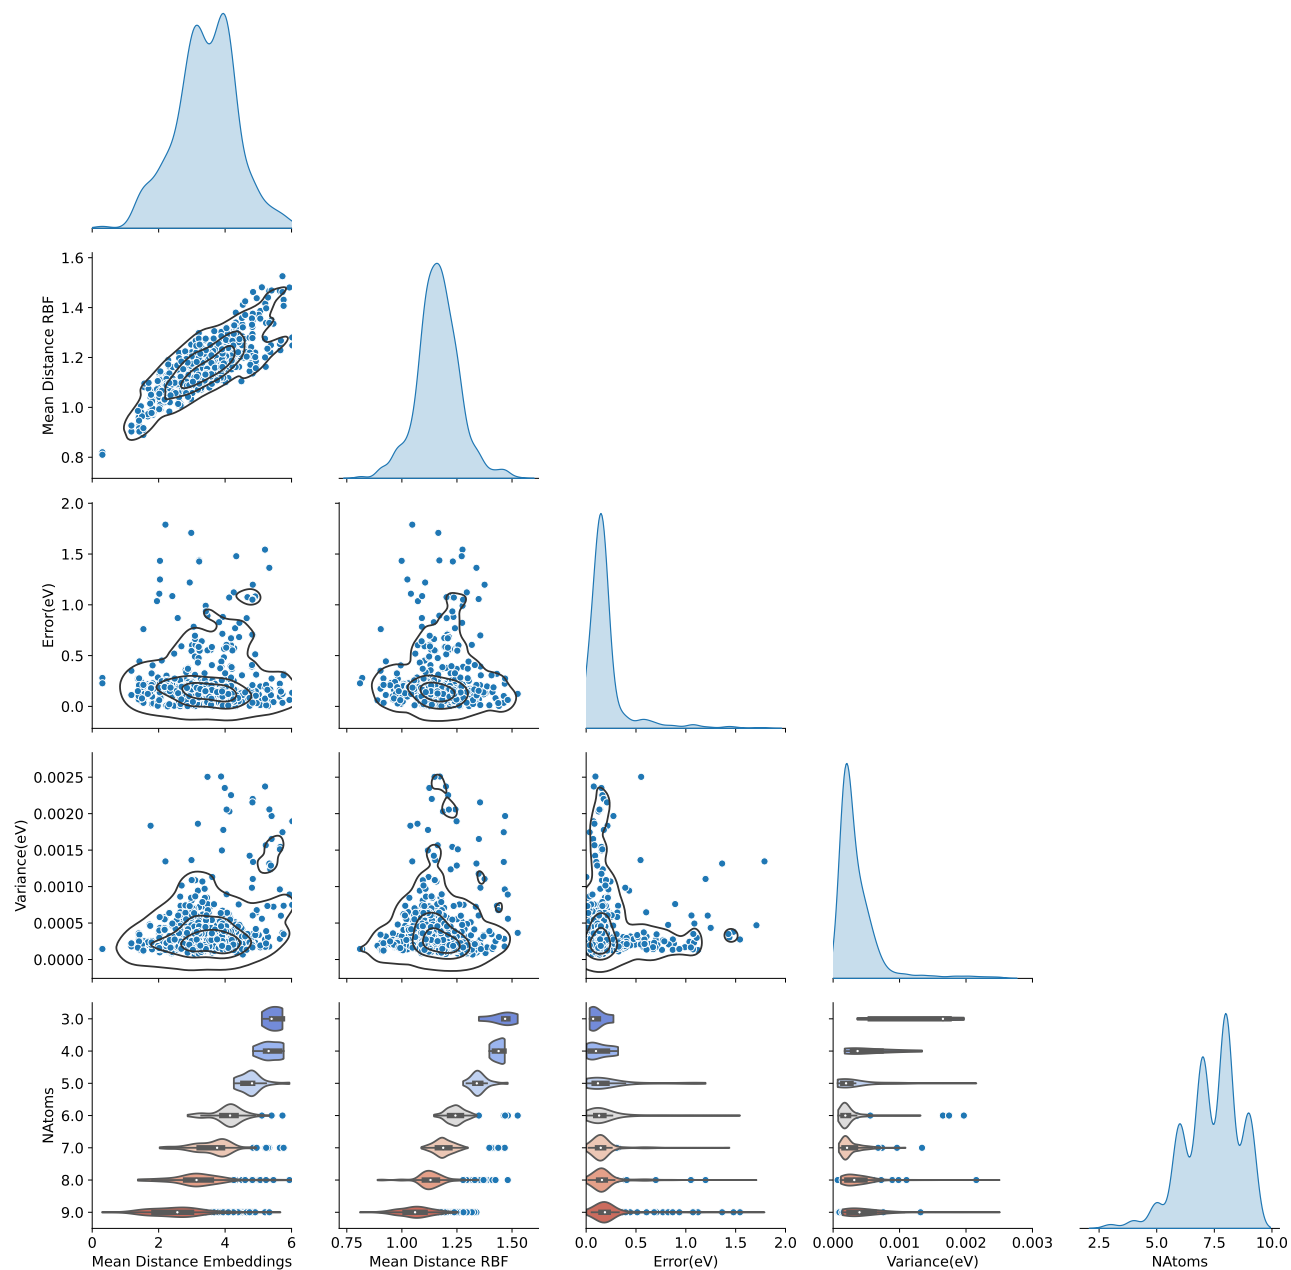 1.6
1.4
1.2
1.0
0.8
Mean Distance RBF
2.0
1.5
1.0
0.5
0.0
Error(eV)
0.0025
0.0020
0.0015
0.0010
0.0005
0.0000
Variance(eV)
3.0
4.0
5.0
6.0
7.0
8.0
9.0
NAtoms
0 2 4 6
Mean Distance Embeddings
0.75 1.00 1.25 1.50
Mean Distance RBF
0.0 0.5 1.0 1.5 2.0
Error(eV)
0.000 0.001 0.002 0.003
Variance(eV)
2.5 5.0 7.5 10.0
NAtoms